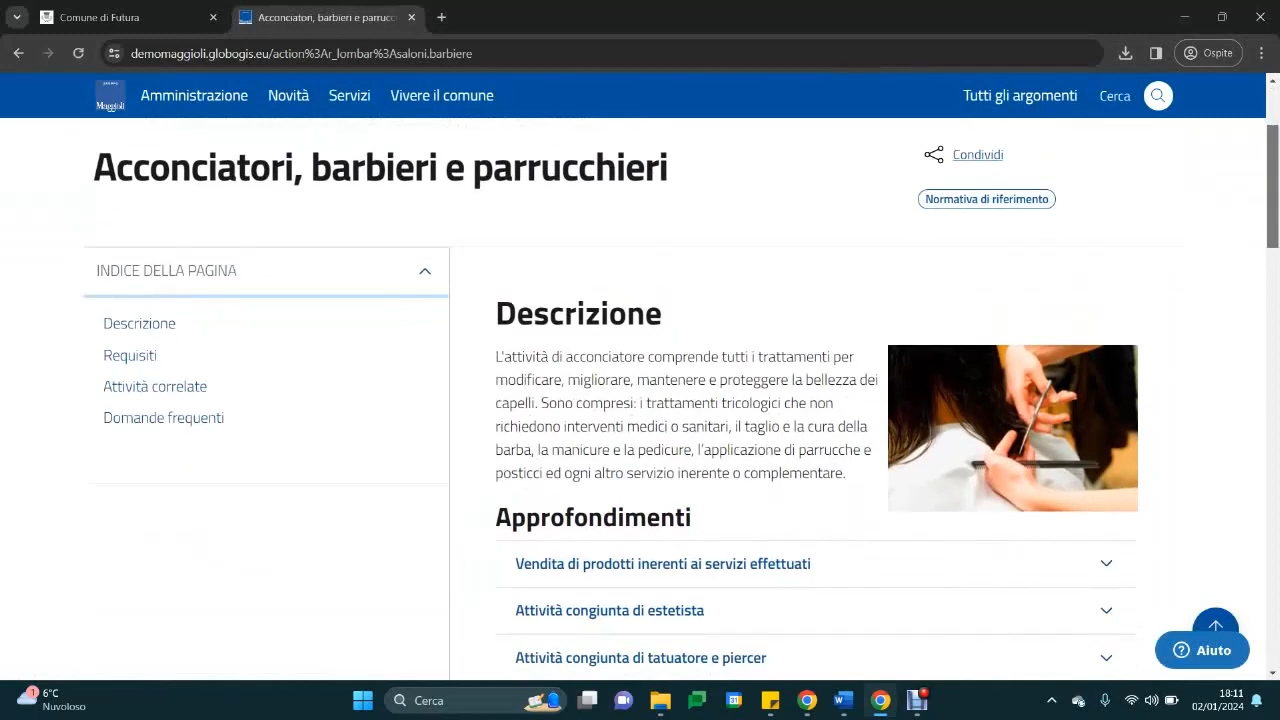 Comune di Futura
Acconciatori, barbieri e parrucc
demomaggioli.globogis.eu/action%3Ar_lombar%3Asaloni.barbiere
Ospite
Maggioli
Amministrazione
Novità
Servizi
Vivere il comune
Tutti gli argomenti
Cerca
Acconciatori, barbieri e parrucchieri
Condividi
Normativa di riferimento
INDICE DELLA PAGINA
Descrizione
Requisiti
Attività correlate
Domande frequenti
Descrizione
L'attività di acconciatore comprende tutti i trattamenti per
modificare, migliorare, mantenere e proteggere la bellezza dei
capelli. Sono compresi: i trattamenti tricologici che non
richiedono interventi medici o sanitari, il taglio e la cura della
barba, la manicure e la pedicure, l'applicazione di parrucche e
posticci ed ogni altro servizio inerente o complementare.
Approfondimenti
Vendita di prodotti inerenti ai servizi effettuati
Attività congiunta di estetista
Attività congiunta di tatuatore e piercer
Aiuto
1
6°C
Nuvoloso
Cerca
18:11
02/01/2024